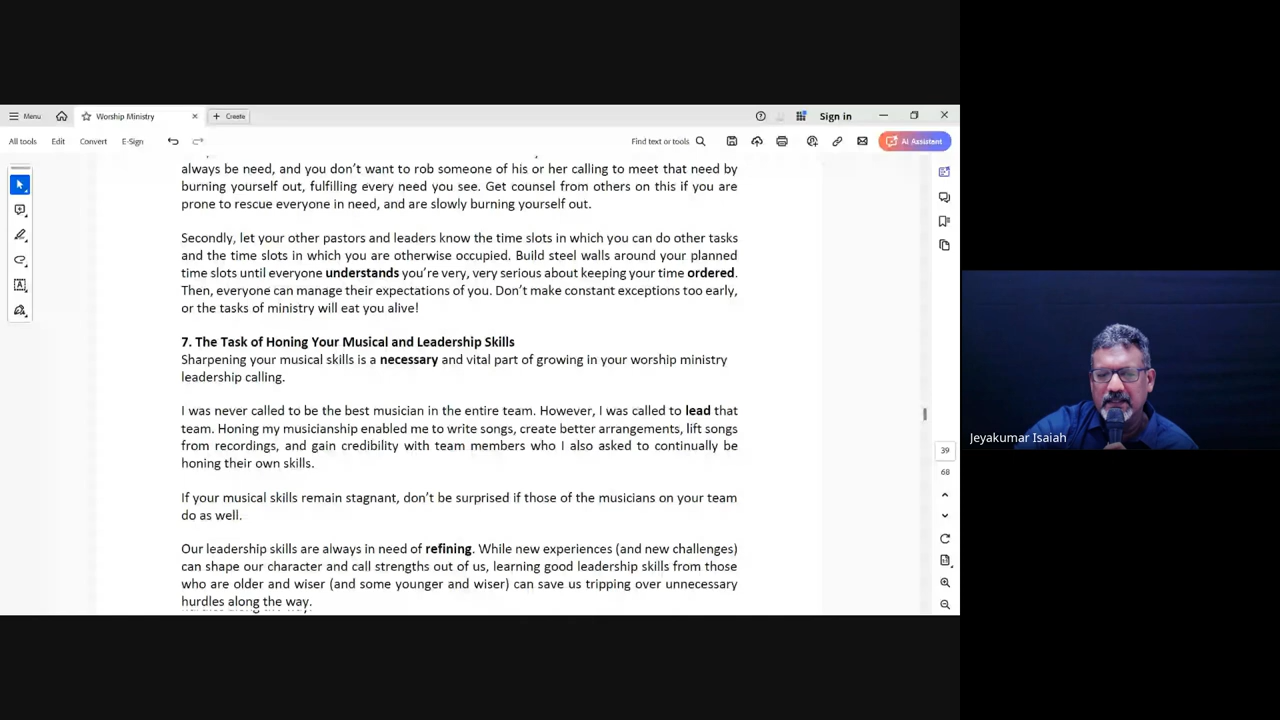 Menu
Worship Ministry
Create
Sign in
All tools
Edit
Convert
E-Sign
Find text or tools
AI Assistant
always be need, and you don't want to rob someone of his or her calling to meet that need by
burning yourself out, fulfilling every need you see. Get counsel from others on this if you are
prone to rescue everyone in need, and are slowly burning yourself out.
Secondly, let your other pastors and leaders know the time slots in which you can do other tasks
and the time slots in which you are otherwise occupied. Build steel walls around your planned
time slots until everyone understands you're very, very serious about keeping your time ordered.
Then, everyone can manage their expectations of you. Don't make constant exceptions too early,
or the tasks of ministry will eat you alive!
7. The Task of Honing Your Musical and Leadership Skills
Sharpening your musical skills is a necessary and vital part of growing in your worship ministry
leadership calling.
I was never called to be the best musician in the entire team. However, I was called to lead that
team. Honing my musicianship enabled me to write songs, create better arrangements, lift songs
from recordings, and gain credibility with team members who I also asked to continually be
honing their own skills.
If your musical skills remain stagnant, don't be surprised if those of the musicians on your team
do as well.
Our leadership skills are always in need of refining. While new experiences (and new challenges)
can shape our character and call strengths out of us, learning good leadership skills from those
who are older and wiser (and some younger and wiser) can save us tripping over unnecessary
hurdles along the way.
39
68
Jeyakumar Isaiah